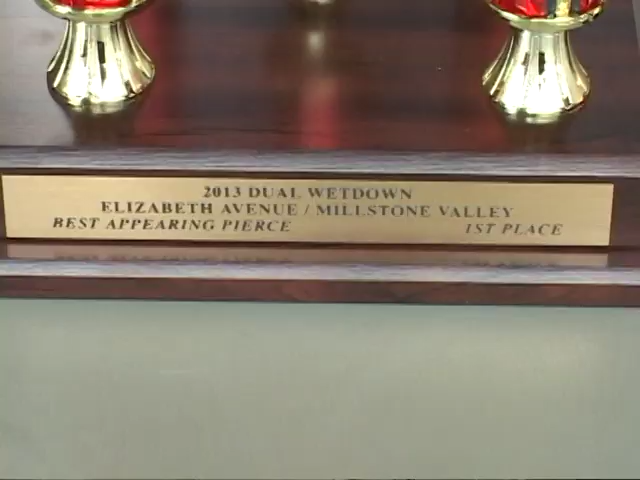 2013 DUAL WETDOWN
ELIZABETH AVENUE / MILLSTONE VALLEY
BEST APPEARING PIERCE 1ST PLACE